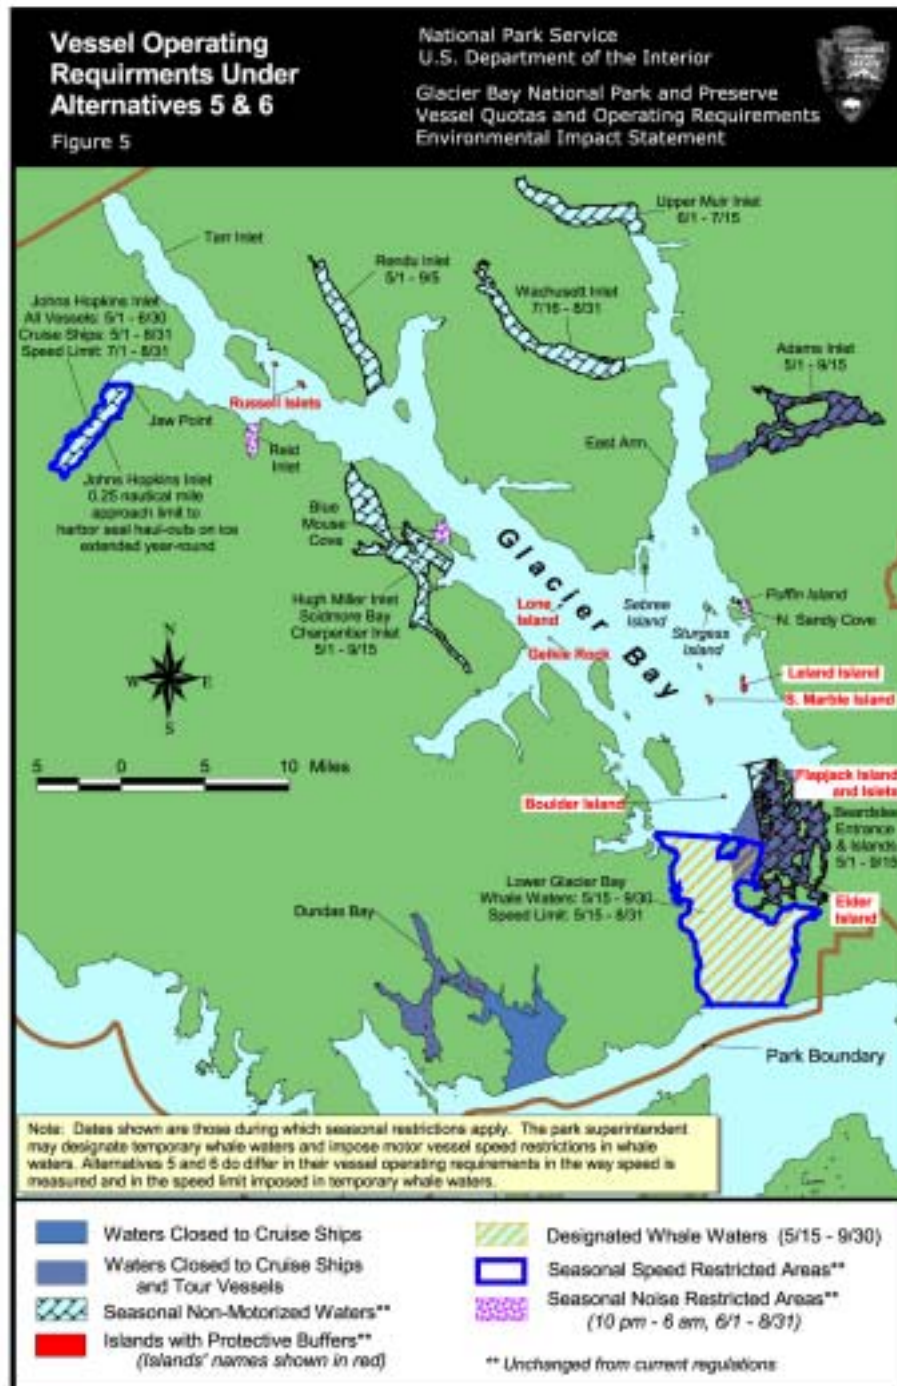 Vessel Operating
Requirments Under
Alternatives 5 & 6
Figure 5
National Park Service
U.S. Department of the Interior
Glacier Bay National Park and Preserve
Vessel Quotas and Operating Requirements
Environmental Impact Statement
Upper Muir Inlet
6/1 - 7/15
Tarr Inlet
Rendu Inlet
5/1 - 9/5
Wachusett Inlet
7/16 - 8/31
Johns Hopkins Inlet
All Vessels: 5/1 - 6/30
Cruise Ships: 5/1 - 8/31
Speed Limit: 7/1 - 8/31
Adams Inlet
5/1 - 9/15
Russell Islets
Jaw Point
Reid
Inlet
East Arm
Johns Hopkins Inlet
0.25 nautical mile
approach limit to
harbor seal haul-outs on ice
extended year-round
Blue
Mouse
Cove
Glacier Bay
Hugh Miller Inlet
Scidmore Bay
Charpentier Inlet
5/1 - 9/15
Lone
Island
Sebree
Island
Puffin Island
N. Sandy Cove
Sturgess
Island
Geikie Rock
Leland Island
S. Marble Island
N
W E
S
5 0 5 10 Miles
Flapjack Island
and Islets
Boulder Island
Beardslee
Entrance
& Islands
5/1 - 9/15
Lower Glacier Bay
Whale Waters: 5/15 - 9/30
Speed Limit: 5/15 - 8/31
Elder
Island
Dundas Bay
Park Boundary
Note: Dates shown are those during which seasonal restrictions apply. The park superintendent
may designate temporary whale waters and impose motor vessel speed restrictions in whale
waters. Alternatives 5 and 6 do differ in their vessel operating requirements in the way speed is
measured and in the speed limit imposed in temporary whale waters.
Waters Closed to Cruise Ships
Waters Closed to Cruise Ships
and Tour Vessels
Seasonal Non-Motorized Waters**
Islands with Protective Buffers**
(Islands' names shown in red)
Designated Whale Waters (5/15 - 9/30)
Seasonal Speed Restricted Areas**
Seasonal Noise Restricted Areas**
(10 pm - 6 am, 6/1 - 8/31)
** Unchanged from current regulations